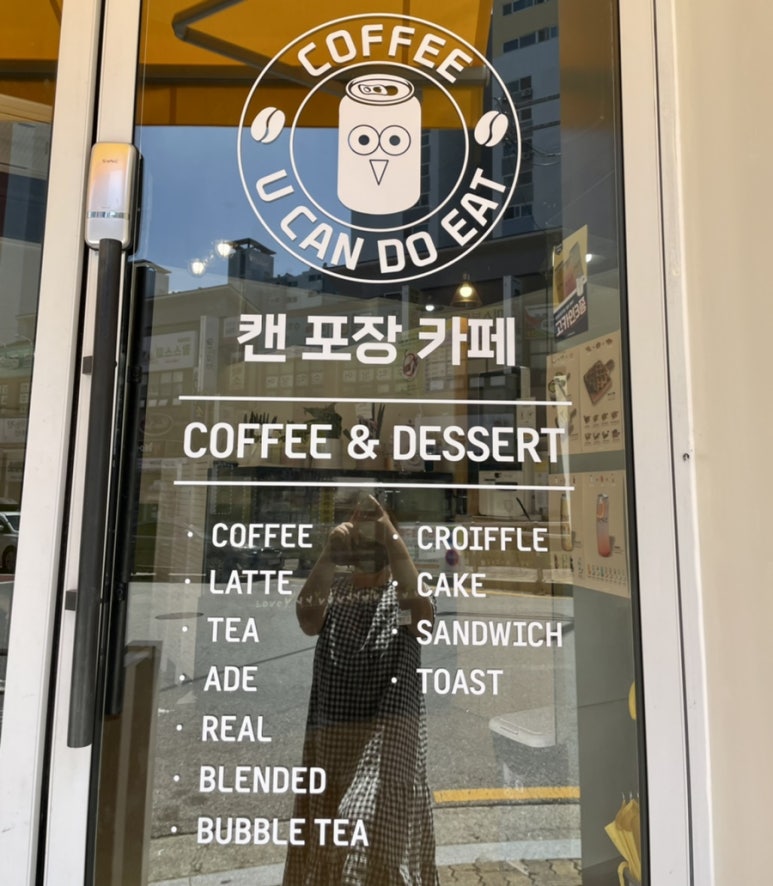 COFFEE
U CAN DO EAT
캔 포장 카페
COFFEE & DESSERT
· COFFEE
· LATTE
· TEA
· ADE
· REAL
· BLENDED
· BUBBLE TEA
· CROIFFLE
· CAKE
· SANDWICH
· TOAST